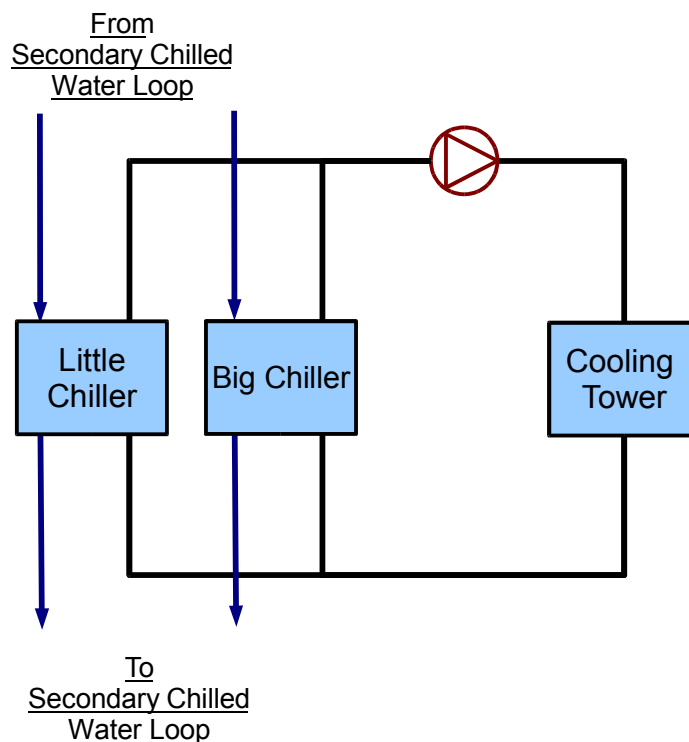 From
Secondary Chilled
Water Loop
Little
Chiller
Big Chiller
Cooling
Tower
To
Secondary Chilled
Water Loop